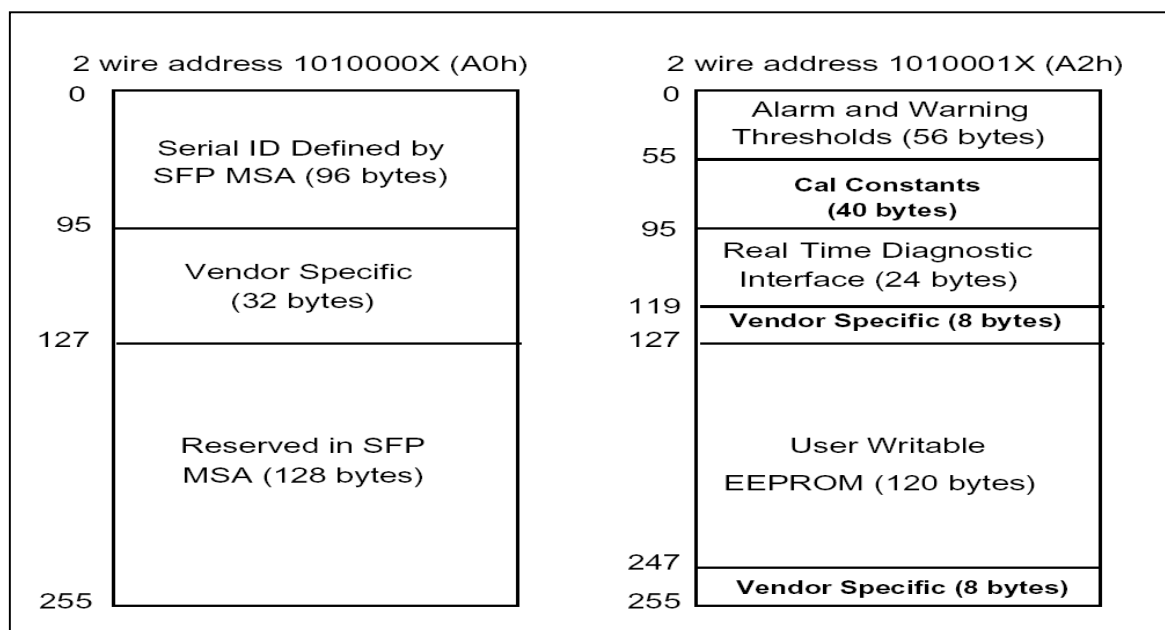 2 wire address 1010000X (A0h)
0
Serial ID Defined by
SFP MSA (96 bytes)
95
Vendor Specific
(32 bytes)
127
Reserved in SFP
MSA (128 bytes)
255
2 wire address 1010001X (A2h)
0
Alarm and Warning
Thresholds (56 bytes)
55
Cal Constants
(40 bytes)
95
Real Time Diagnostic
Interface (24 bytes)
119
Vendor Specific (8 bytes)
127
User Writable
EEPROM (120 bytes)
247
Vendor Specific (8 bytes)
255